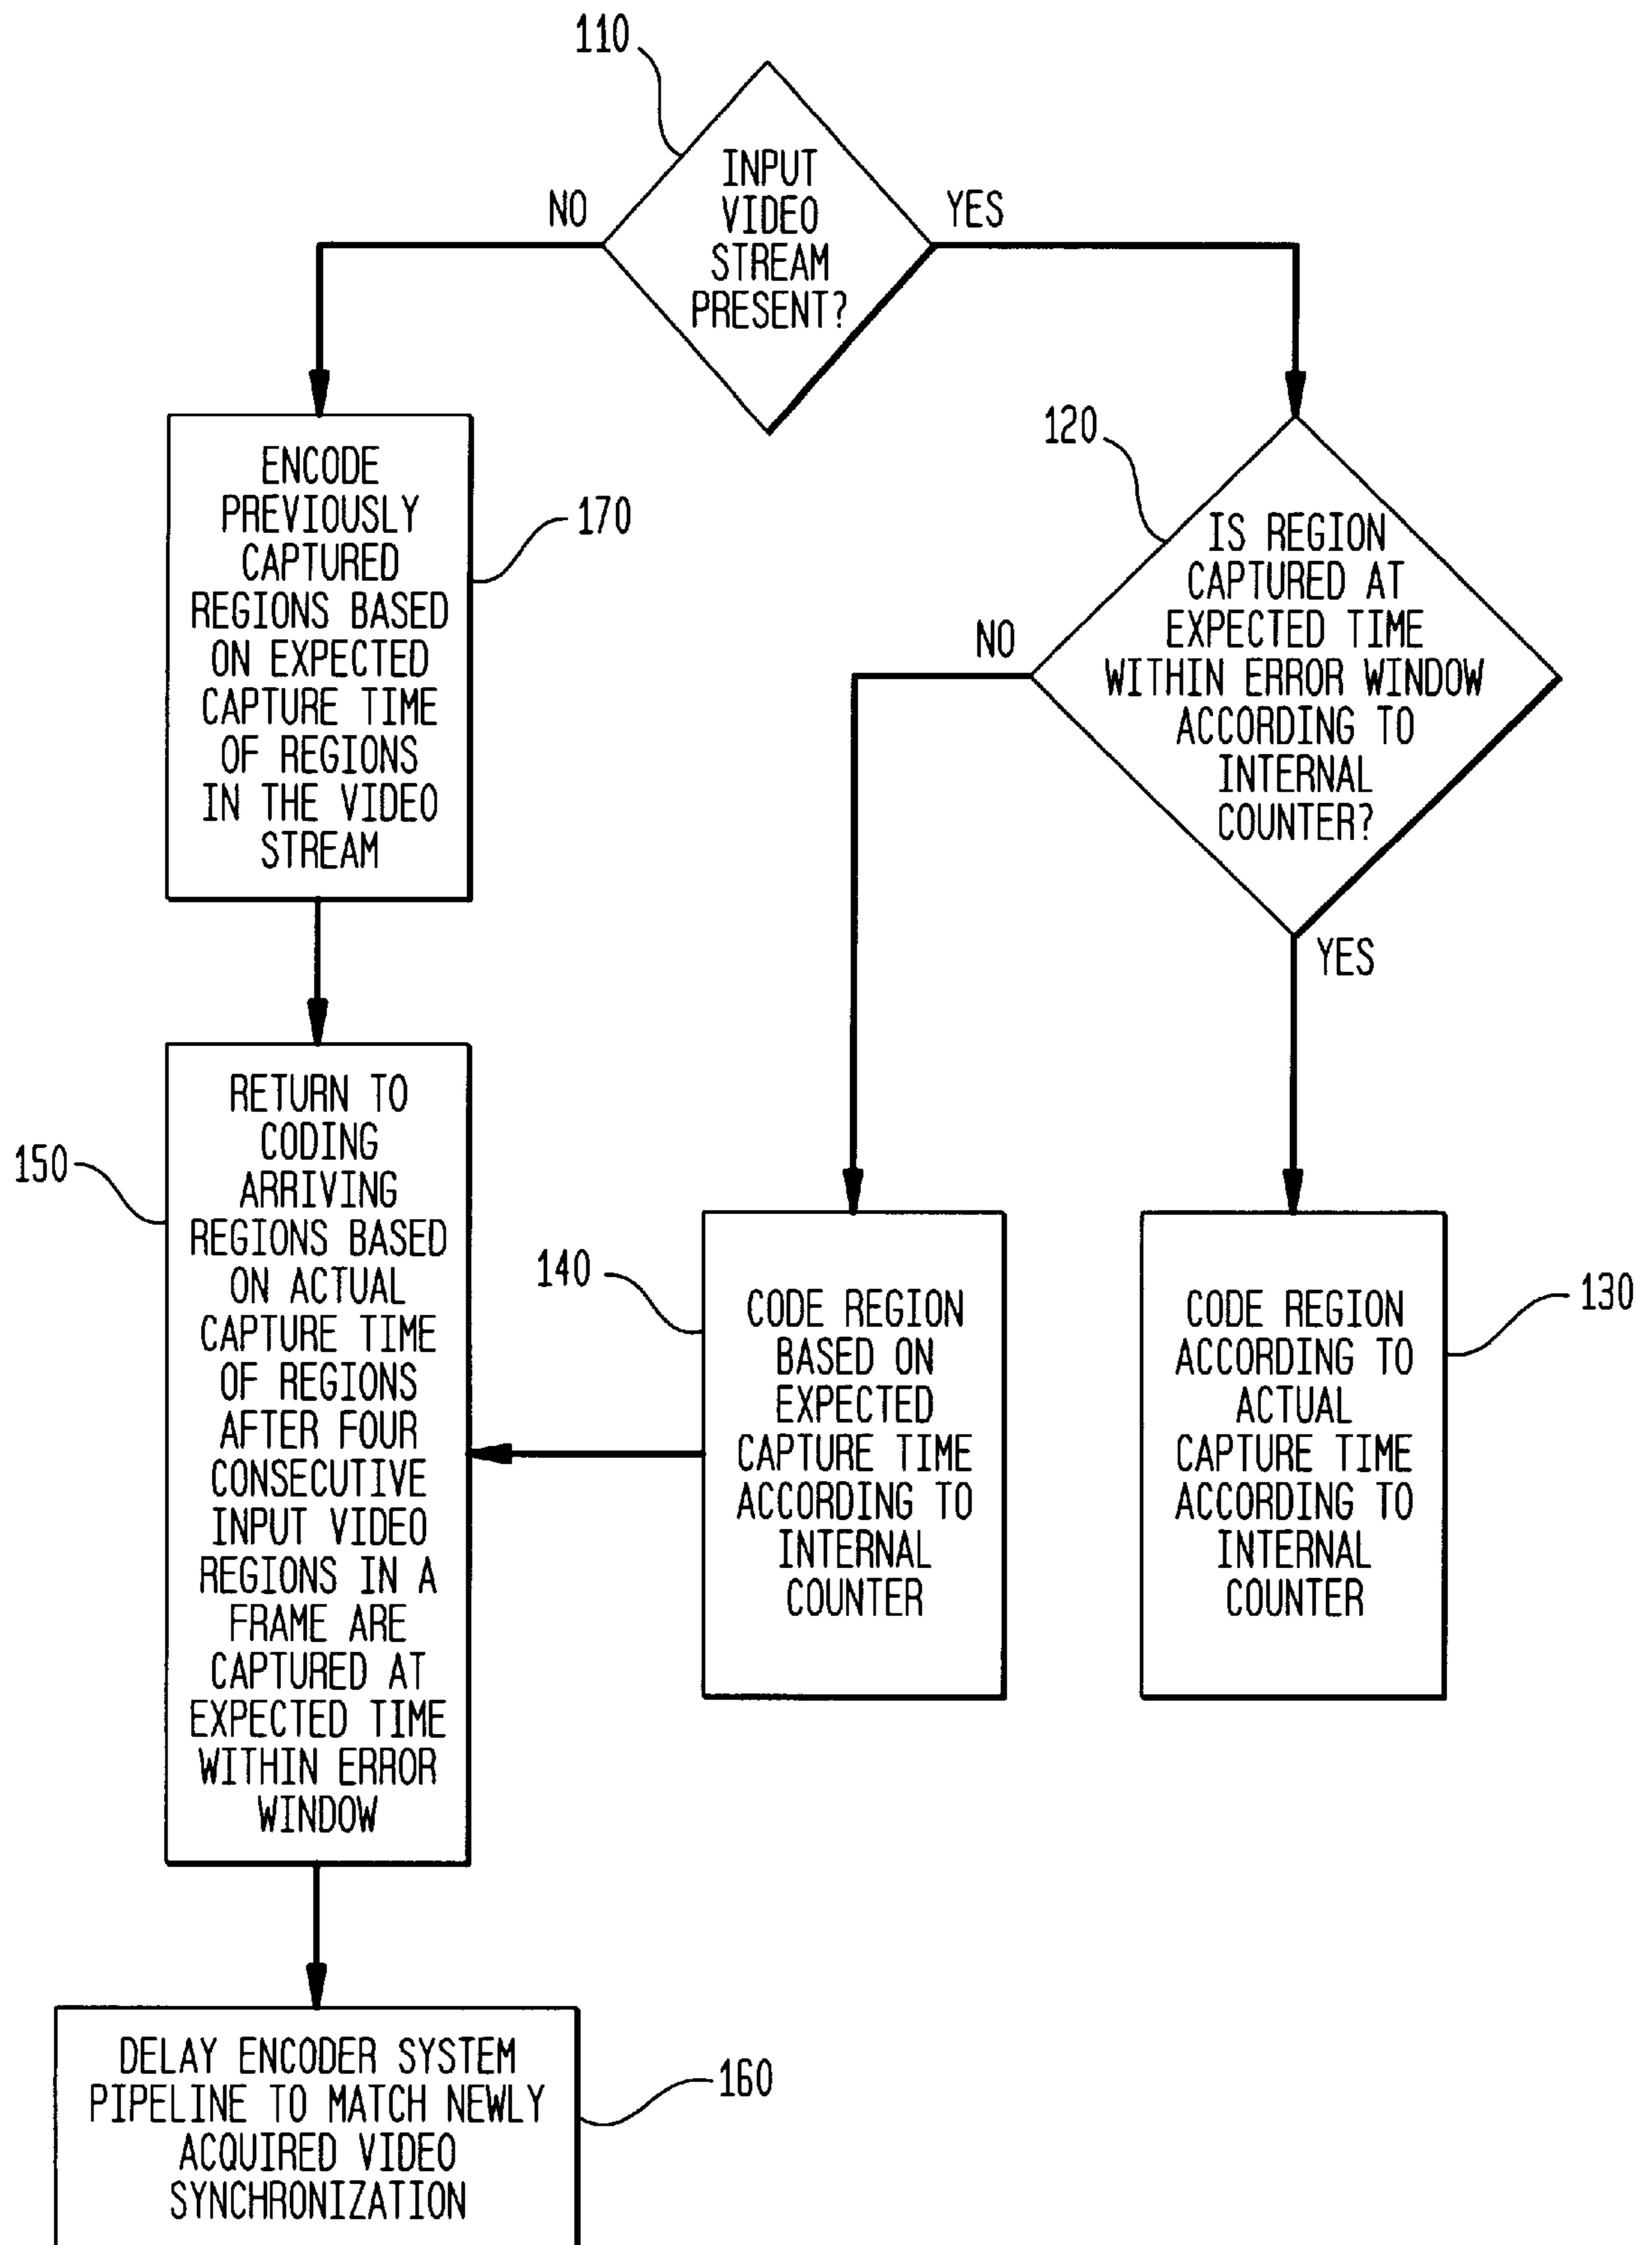 110
INPUT
VIDEO
STREAM
PRESENT?
NO
YES
120
IS REGION
CAPTURED AT
EXPECTED TIME
WITHIN ERROR WINDOW
ACCORDING TO
INTERNAL
COUNTER?
NO
YES
ENCODE
PREVIOUSLY
CAPTURED
REGIONS BASED
ON EXPECTED
CAPTURE TIME
OF REGIONS
IN THE VIDEO
STREAM
170
150
RETURN TO
CODING
ARRIVING
REGIONS BASED
ON ACTUAL
CAPTURE TIME
OF REGIONS
AFTER FOUR
CONSECUTIVE
INPUT VIDEO
REGIONS IN A
FRAME ARE
CAPTURED AT
EXPECTED TIME
WITHIN ERROR
WINDOW
140
CODE REGION
BASED ON
EXPECTED
CAPTURE TIME
ACCORDING TO
INTERNAL
COUNTER
CODE REGION
ACCORDING TO
ACTUAL
CAPTURE TIME
ACCORDING TO
INTERNAL
COUNTER
130
DELAY ENCODER SYSTEM
PIPELINE TO MATCH NEWLY
ACQUIRED VIDEO
SYNCHRONIZATION
160